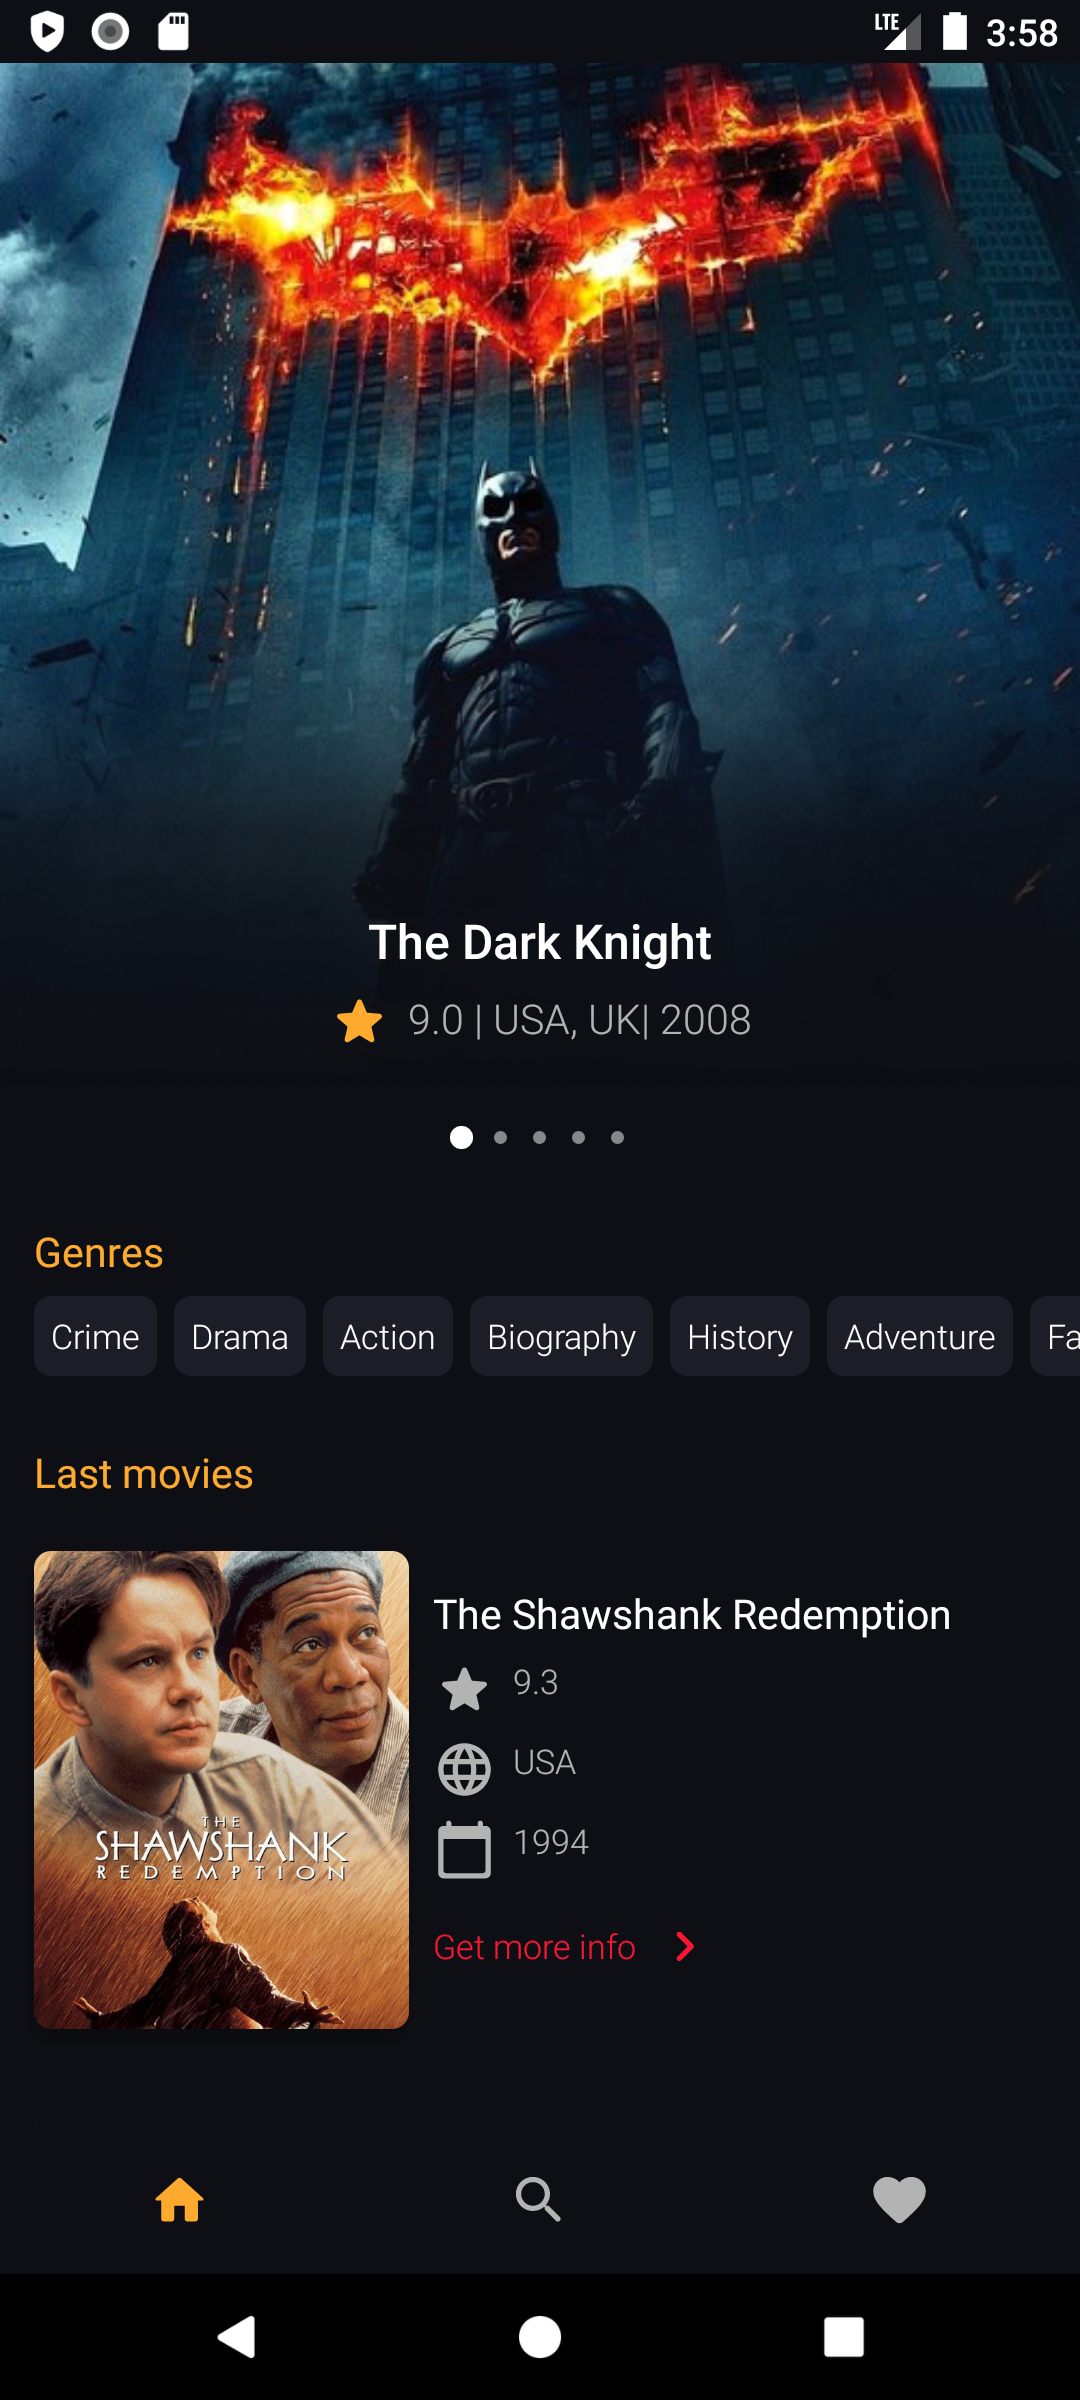 LTE 3:58
The Dark Knight
9.0 | USA, UK| 2008
Genres
Crime Drama Action Biography History Adventure Fa
Last movies
The Shawshank Redemption
9.3
USA
1994
Get more info
THE
SHAWSHANK
REDEMPTION